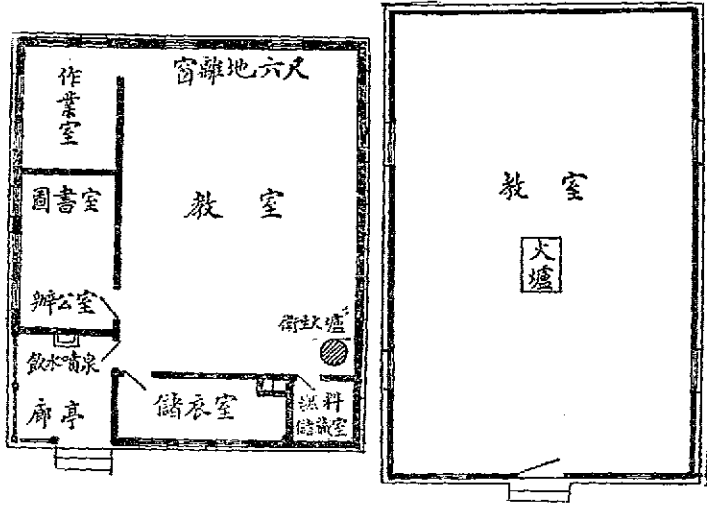 窗離地六尺
作業室
圖書室
教室
辦公室
衛生火爐
飲水噴泉
廊亭
儲衣室
燃料
儲藏室
教室
火爐